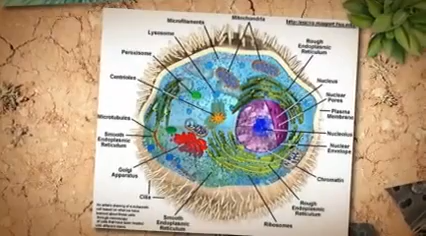 Mitochondria
Microfilaments
Lysosome
Peroxisome
Centrioles
Microtubules
Smooth
Endoplasmic
Reticulum
Golgi
Apparatus
Cilia
Smooth
Endoplasmic
Reticulum
Ribosomes
Rough
Endoplasmic
Reticulum
Nucleus
Nuclear
Pores
Plasma
Membrane
Nucleolus
Nuclear
Envelope
Chromatin
Rough
Endoplasmic
Reticulum